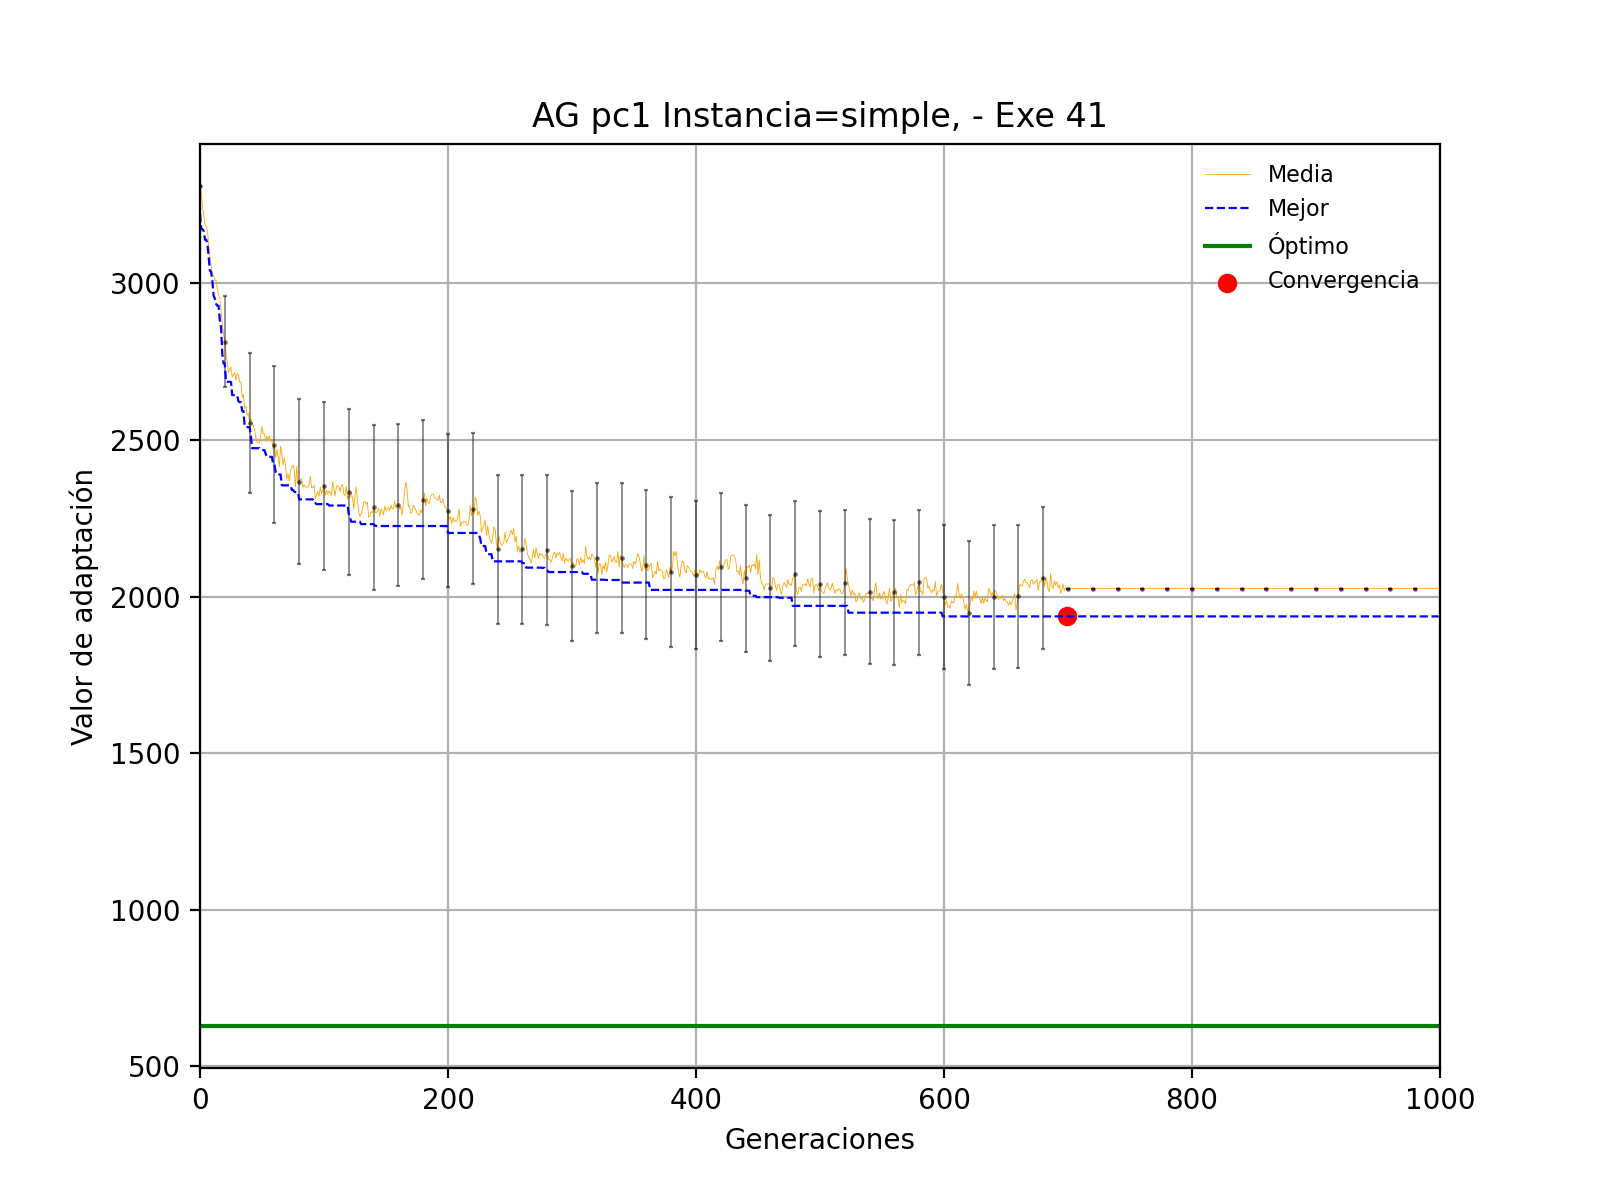 AG pc1 Instancia=simple, - Exe 41
Media
Mejor
Óptimo
Convergencia
Valor de adaptación
3000
2500
2000
1500
1000
500
0 200 400 600 800 1000
Generaciones